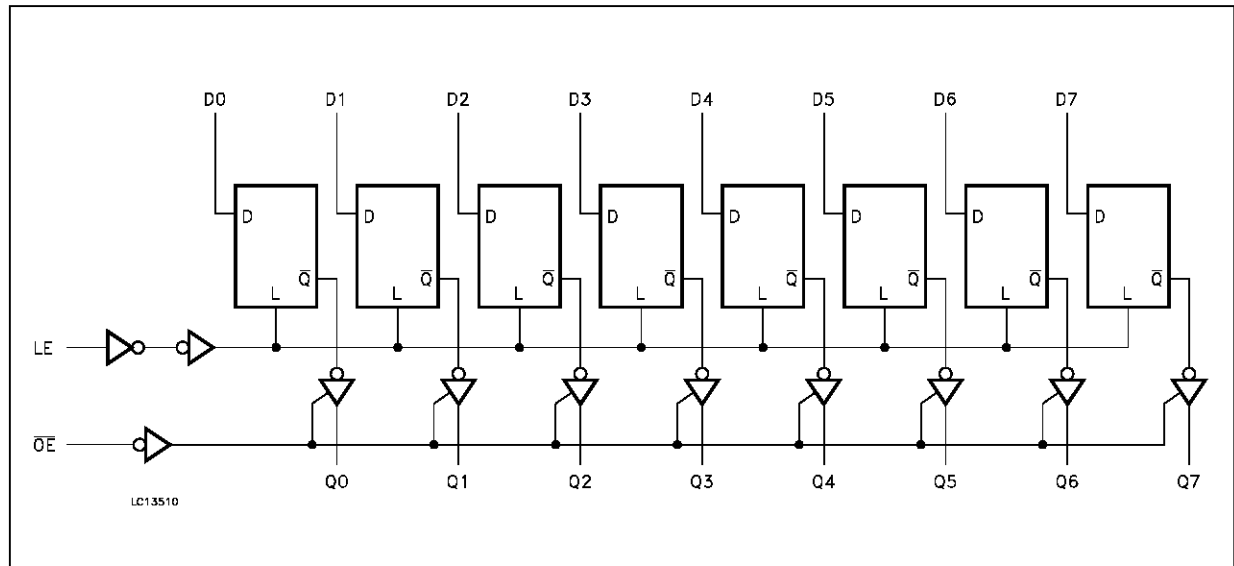 D0 D1 D2 D3 D4 D5 D6 D7
D D D D D D D D
Q̅ Q̅ Q̅ Q̅ Q̅ Q̅ Q̅ Q̅
L L L L L L L L
LE
O̅E̅
Q0 Q1 Q2 Q3 Q4 Q5 Q6 Q7
LC13510